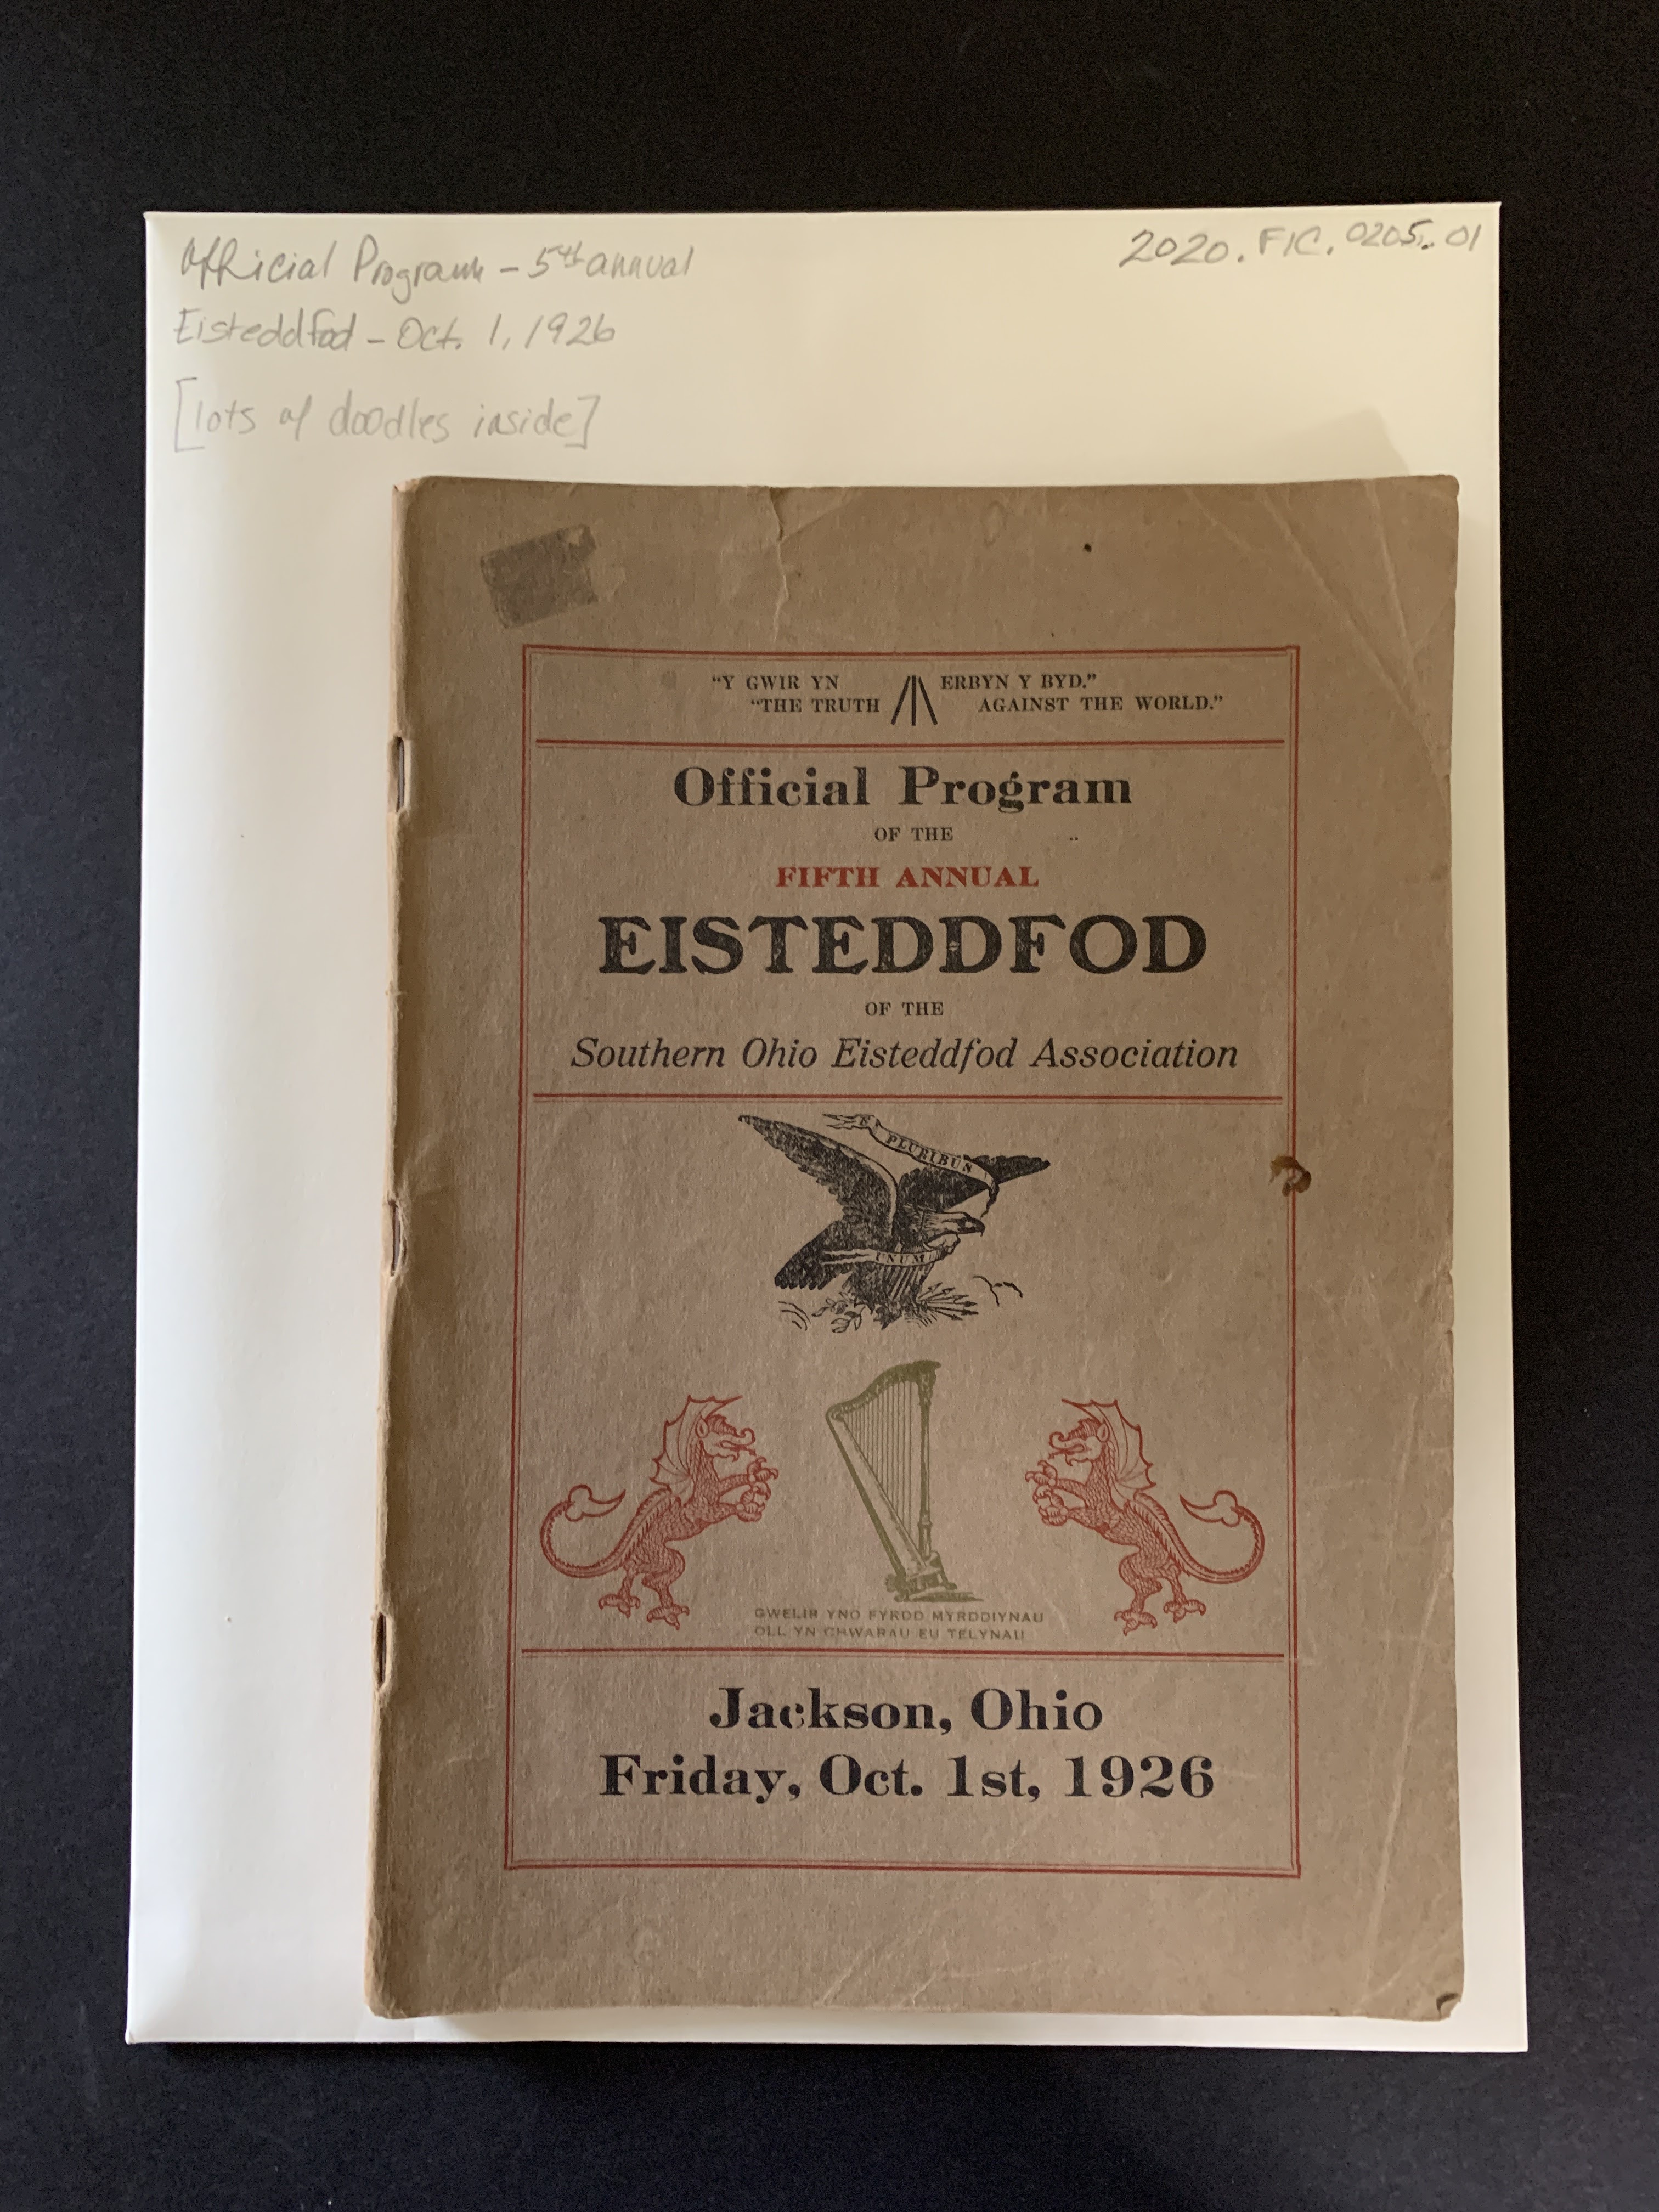 Official Program – 5th annual
2020.FIC.0205.01
Eisteddfod – Oct. 1, 1926
[lots of doodles inside]
"Y GWIR YN /|\ ERBYN Y BYD."
"THE TRUTH AGAINST THE WORLD."
Official Program
OF THE
FIFTH ANNUAL
EISTEDDFOD
OF THE
Southern Ohio Eisteddfod Association
E PLURIBUS
UNUM
GWELIR YNO FYRDD MYRDDIYNAU
OLL YN CHWARAU EU TELYNAU
Jackson, Ohio
Friday, Oct. 1st, 1926